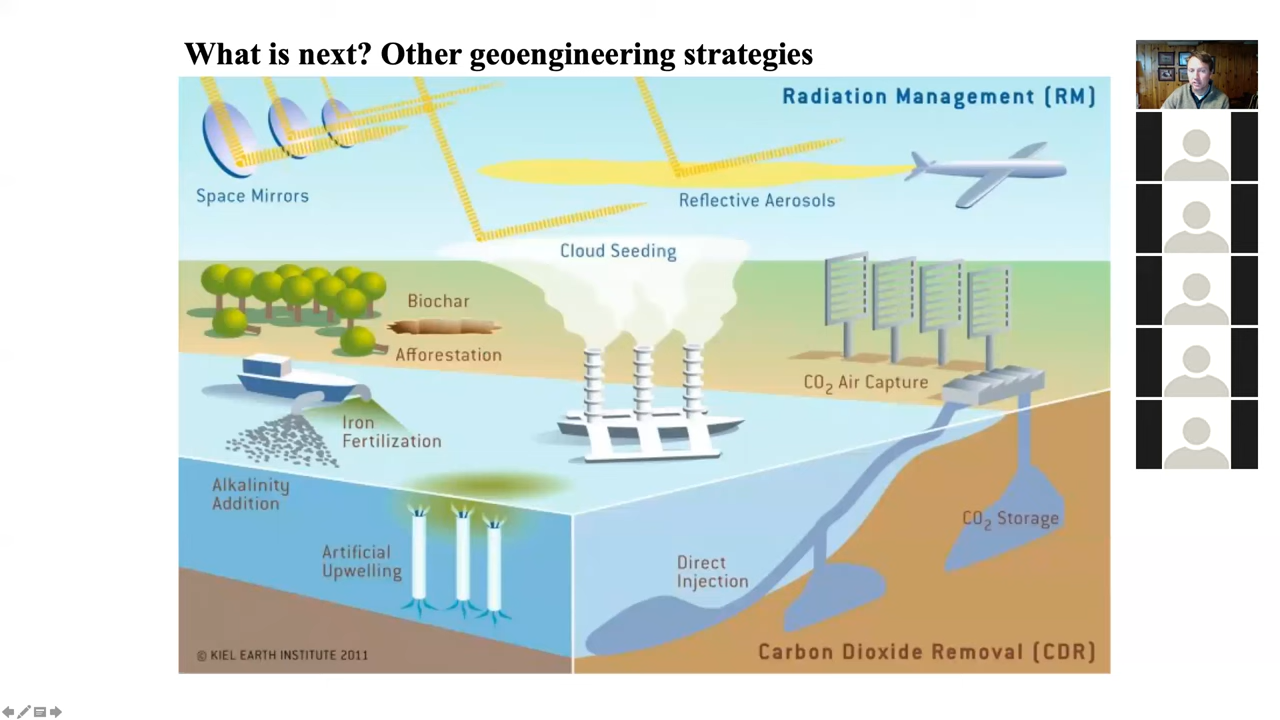 What is next? Other geoengineering strategies
Radiation Management (RM)
Space Mirrors
Reflective Aerosols
Cloud Seeding
Biochar
Afforestation
CO₂ Air Capture
Iron
Fertilization
Alkalinity
Addition
CO₂ Storage
Artificial
Upwelling
Direct
Injection
Carbon Dioxide Removal (CDR)
© KIEL EARTH INSTITUTE 2011